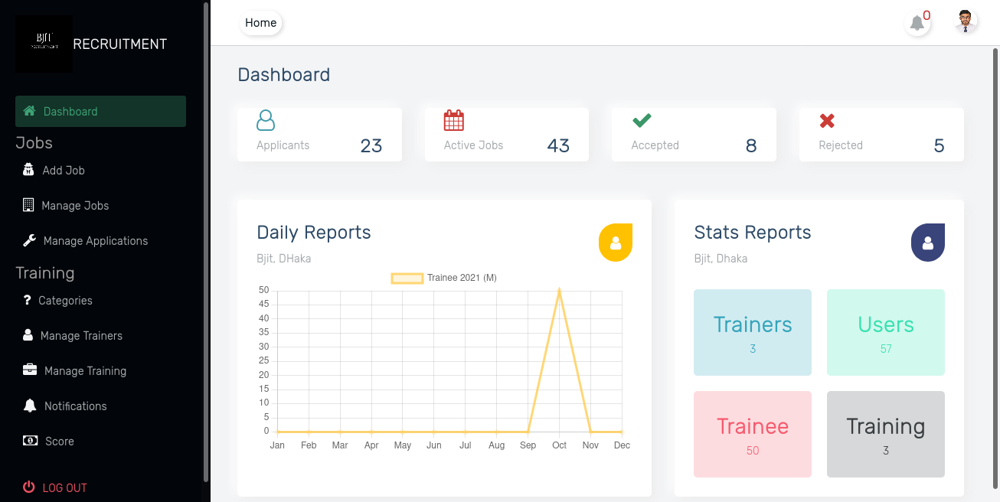 BJIT
RECRUITMENT
RECRUITMENT
Dashboard
Jobs
Add Job
Manage Jobs
Manage Applications
Training
Categories
Manage Trainers
Manage Training
Notifications
Score
LOG OUT
Home
0
Dashboard
Applicants 23
Active Jobs 43
Accepted 8
Rejected 5
Daily Reports
Bjit, DHaka
Trainee 2021 (M)
50
45
40
35
30
25
20
15
10
5
0
Jan Feb Mar Apr May Jun Jul Aug Sep Oct Nov Dec
Stats Reports
Bjit, Dhaka
Trainers
3
Users
57
Trainee
50
Training
3